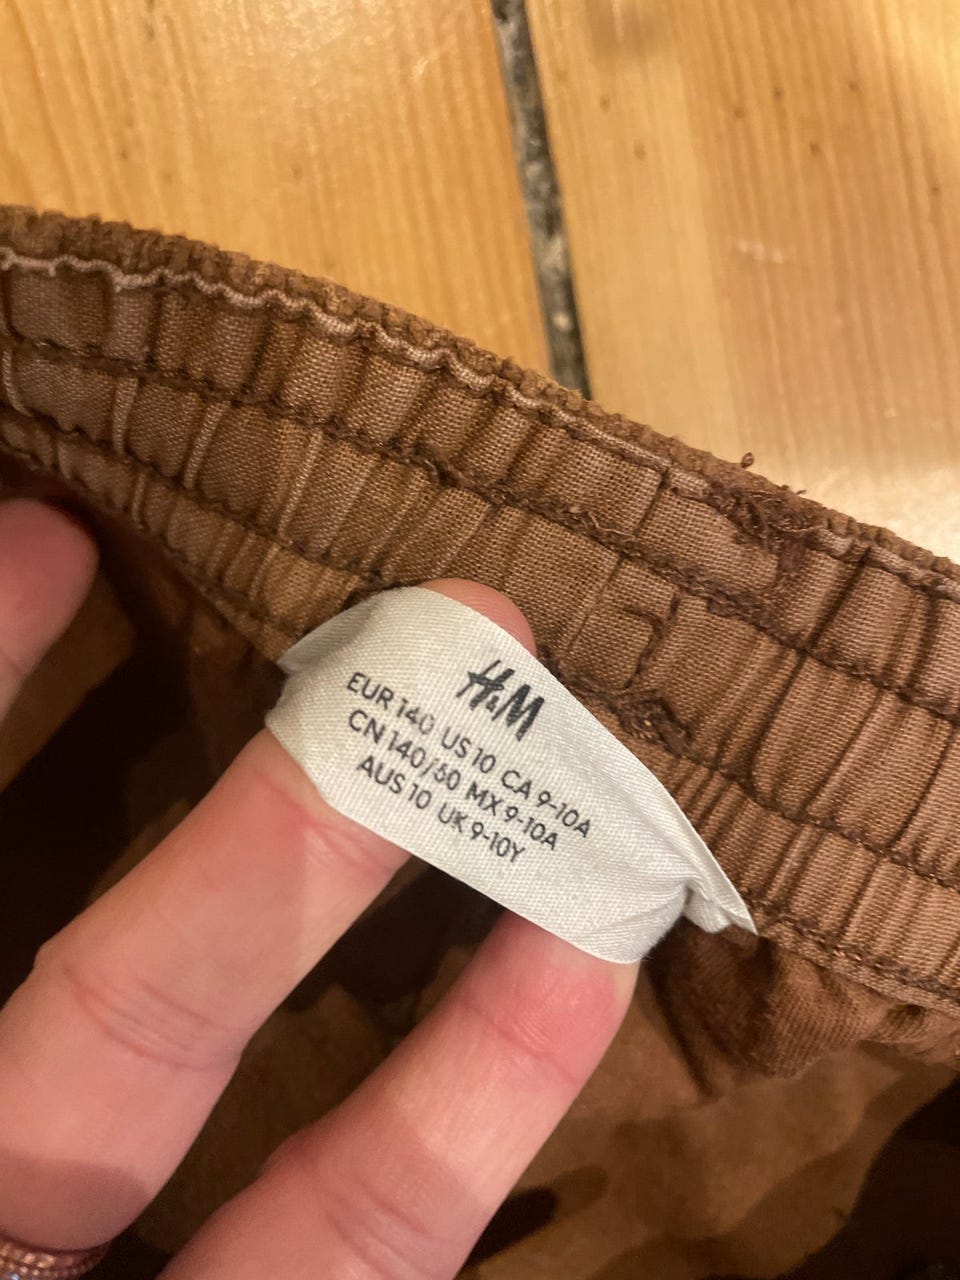 H&M
EUR 140 US 10 CA 9-10A
CN 140/60 MX 9-10A
AUS 10 UK 9-10Y